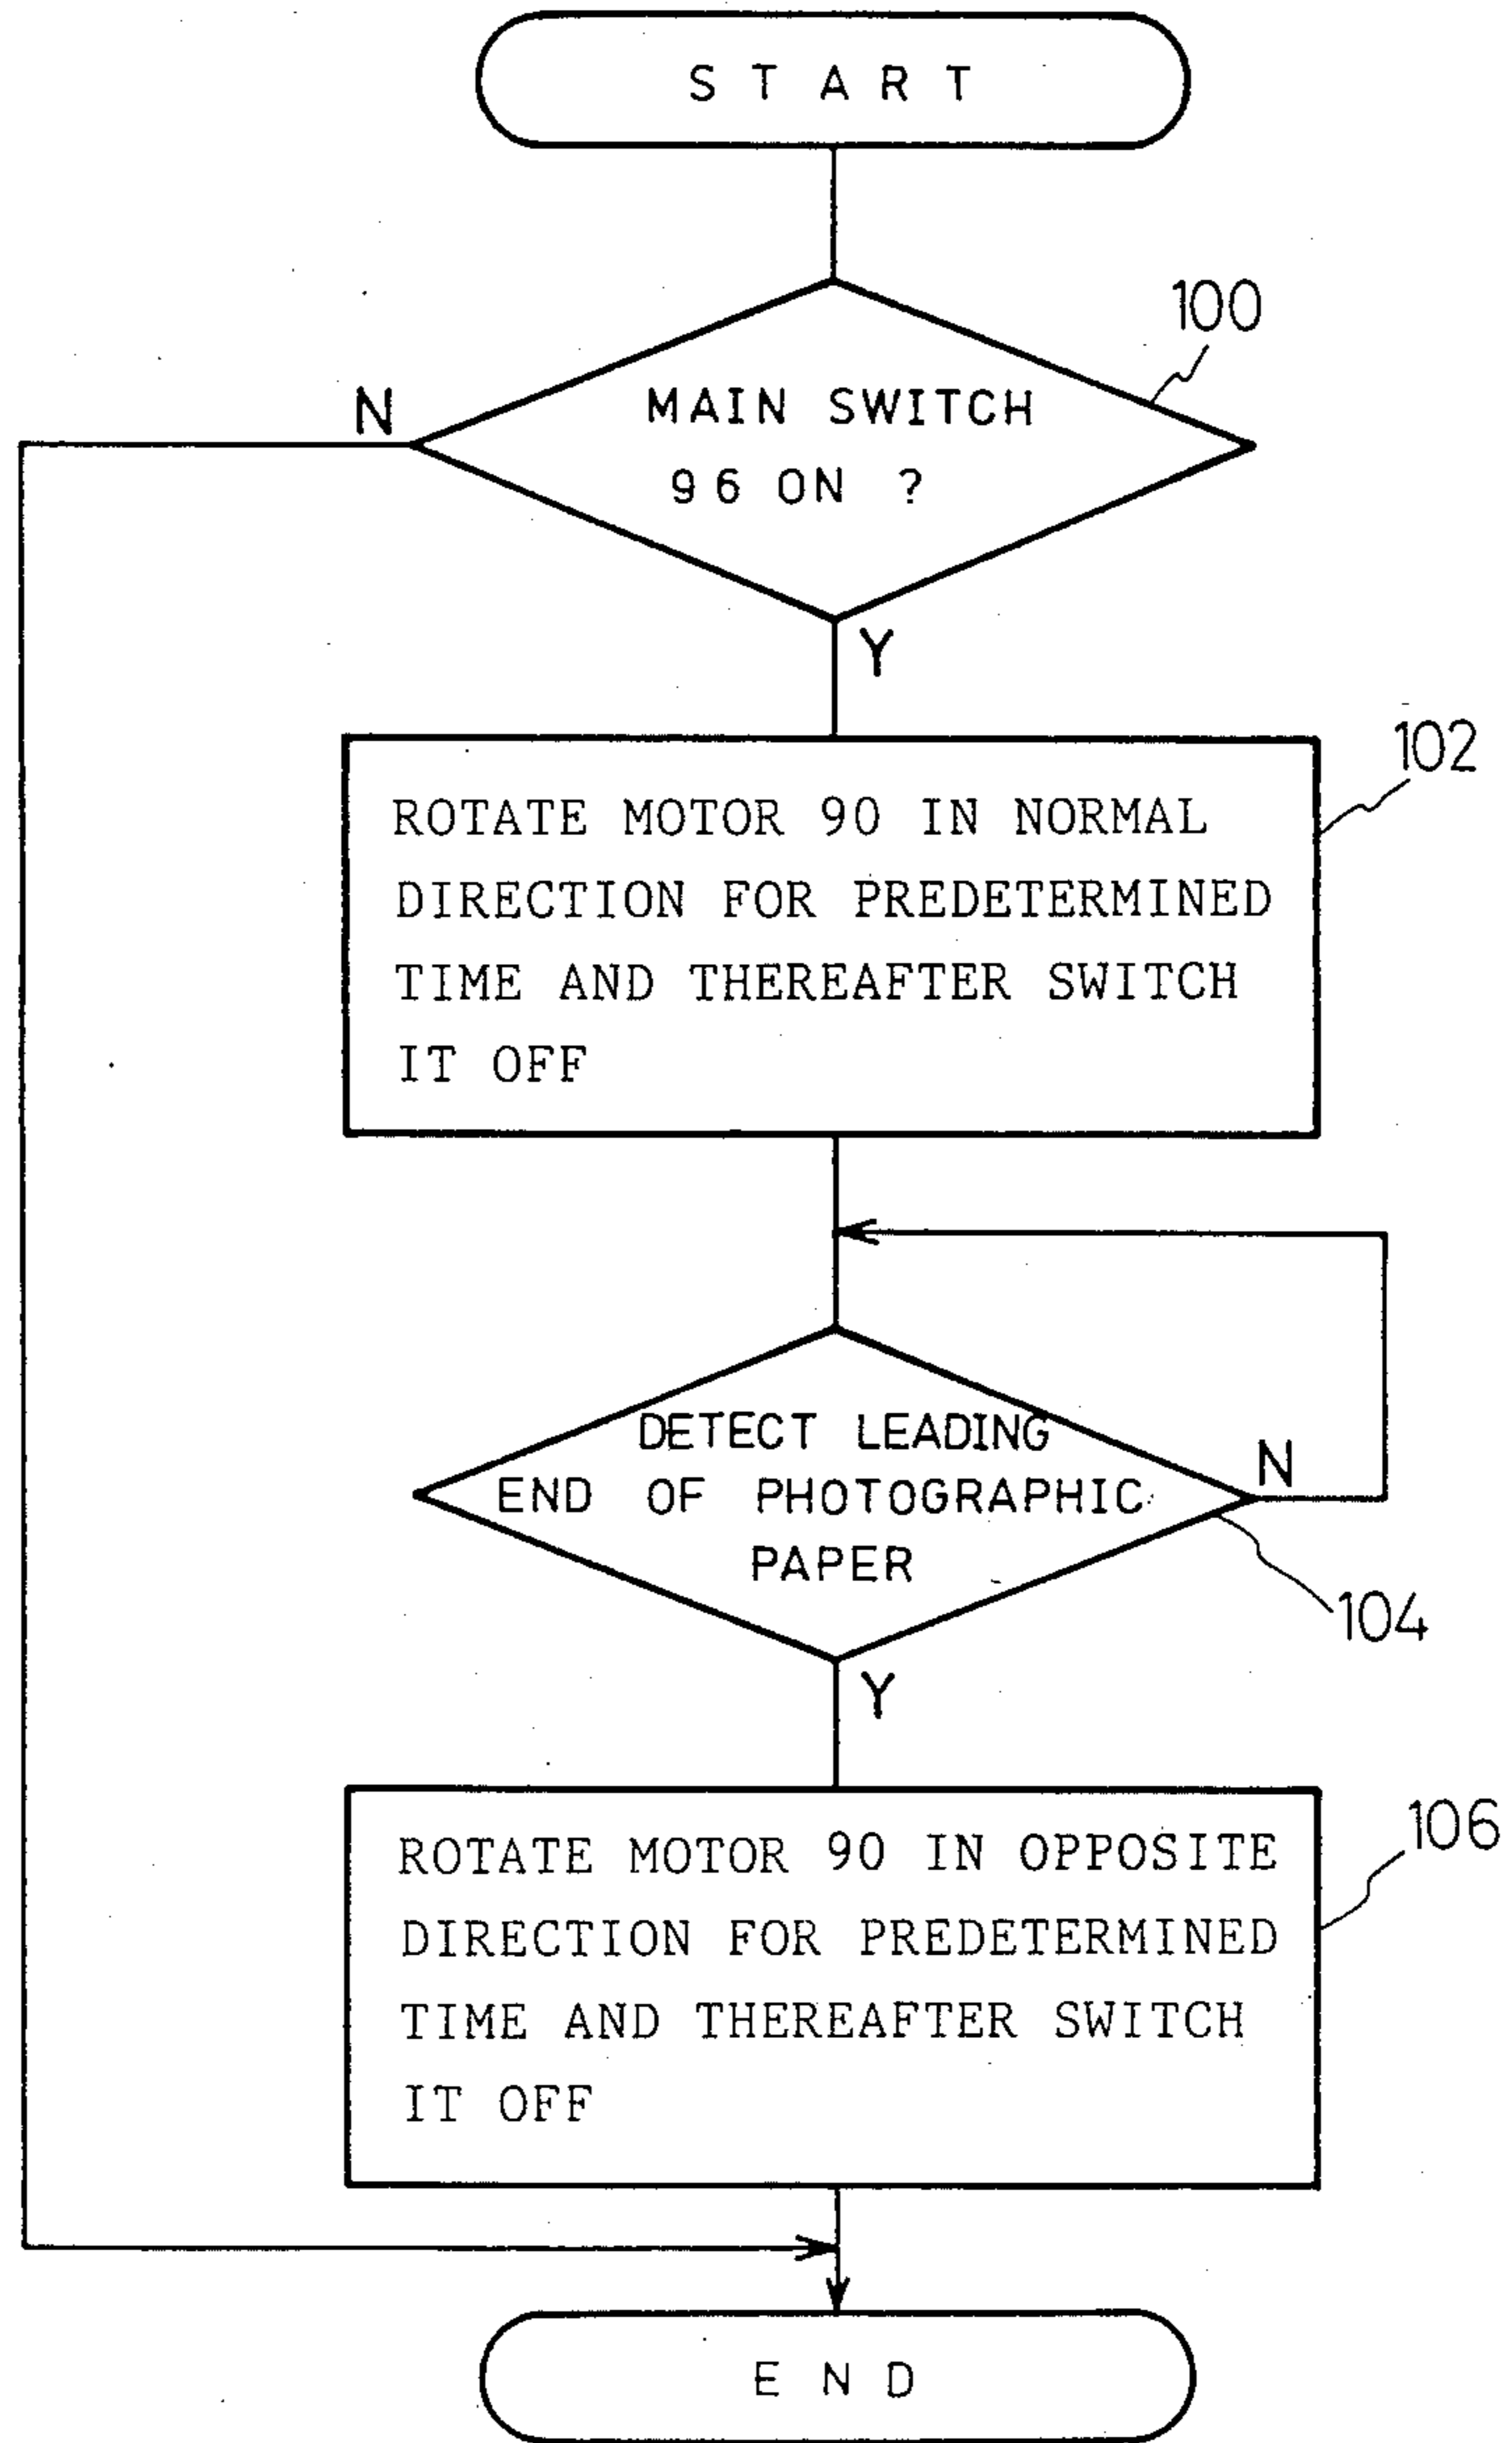 START
100
N
MAIN SWITCH
96 ON ?
Y
102
ROTATE MOTOR 90 IN NORMAL
DIRECTION FOR PREDETERMINED
TIME AND THEREAFTER SWITCH
IT OFF
DETECT LEADING
END OF PHOTOGRAPHIC
PAPER
N
104
Y
106
ROTATE MOTOR 90 IN OPPOSITE
DIRECTION FOR PREDETERMINED
TIME AND THEREAFTER SWITCH
IT OFF
END